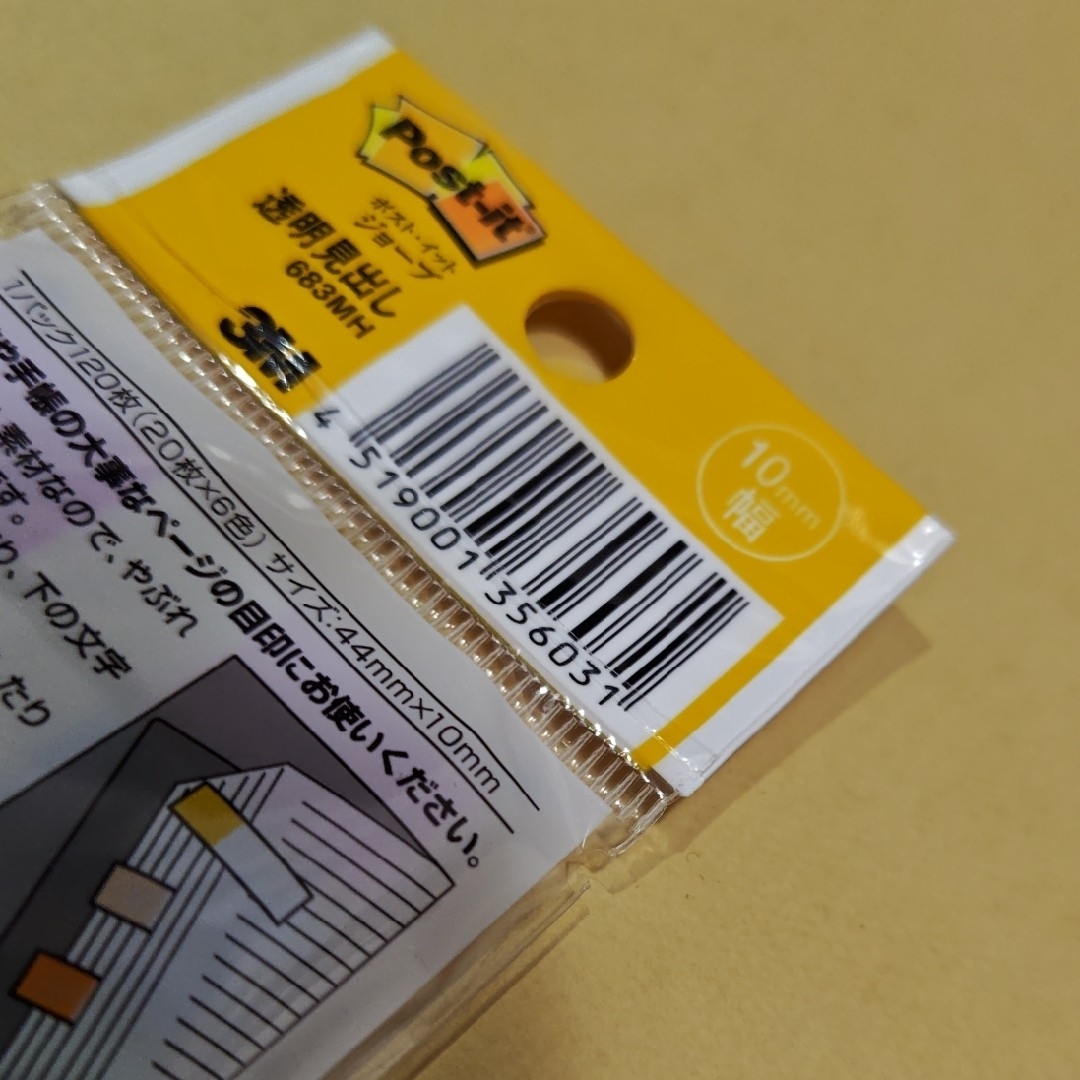 Post-it
ポスト・イット
ジョーブ
透明見出し
683MH
3M
4 519001 356031
10mm
幅
1パック120枚(20枚×6色) サイズ:44mm×10mm
や手帳の大事なページの目印にお使いください。
素材なので、やぶれ
す。
り、下の文字
たり